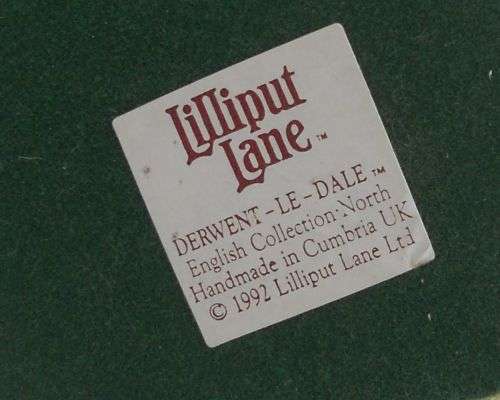 Lilliput
Lane™
DERWENT-LE-DALE™
English Collection·North
Handmade in Cumbria UK
© 1992 Lilliput Lane Ltd